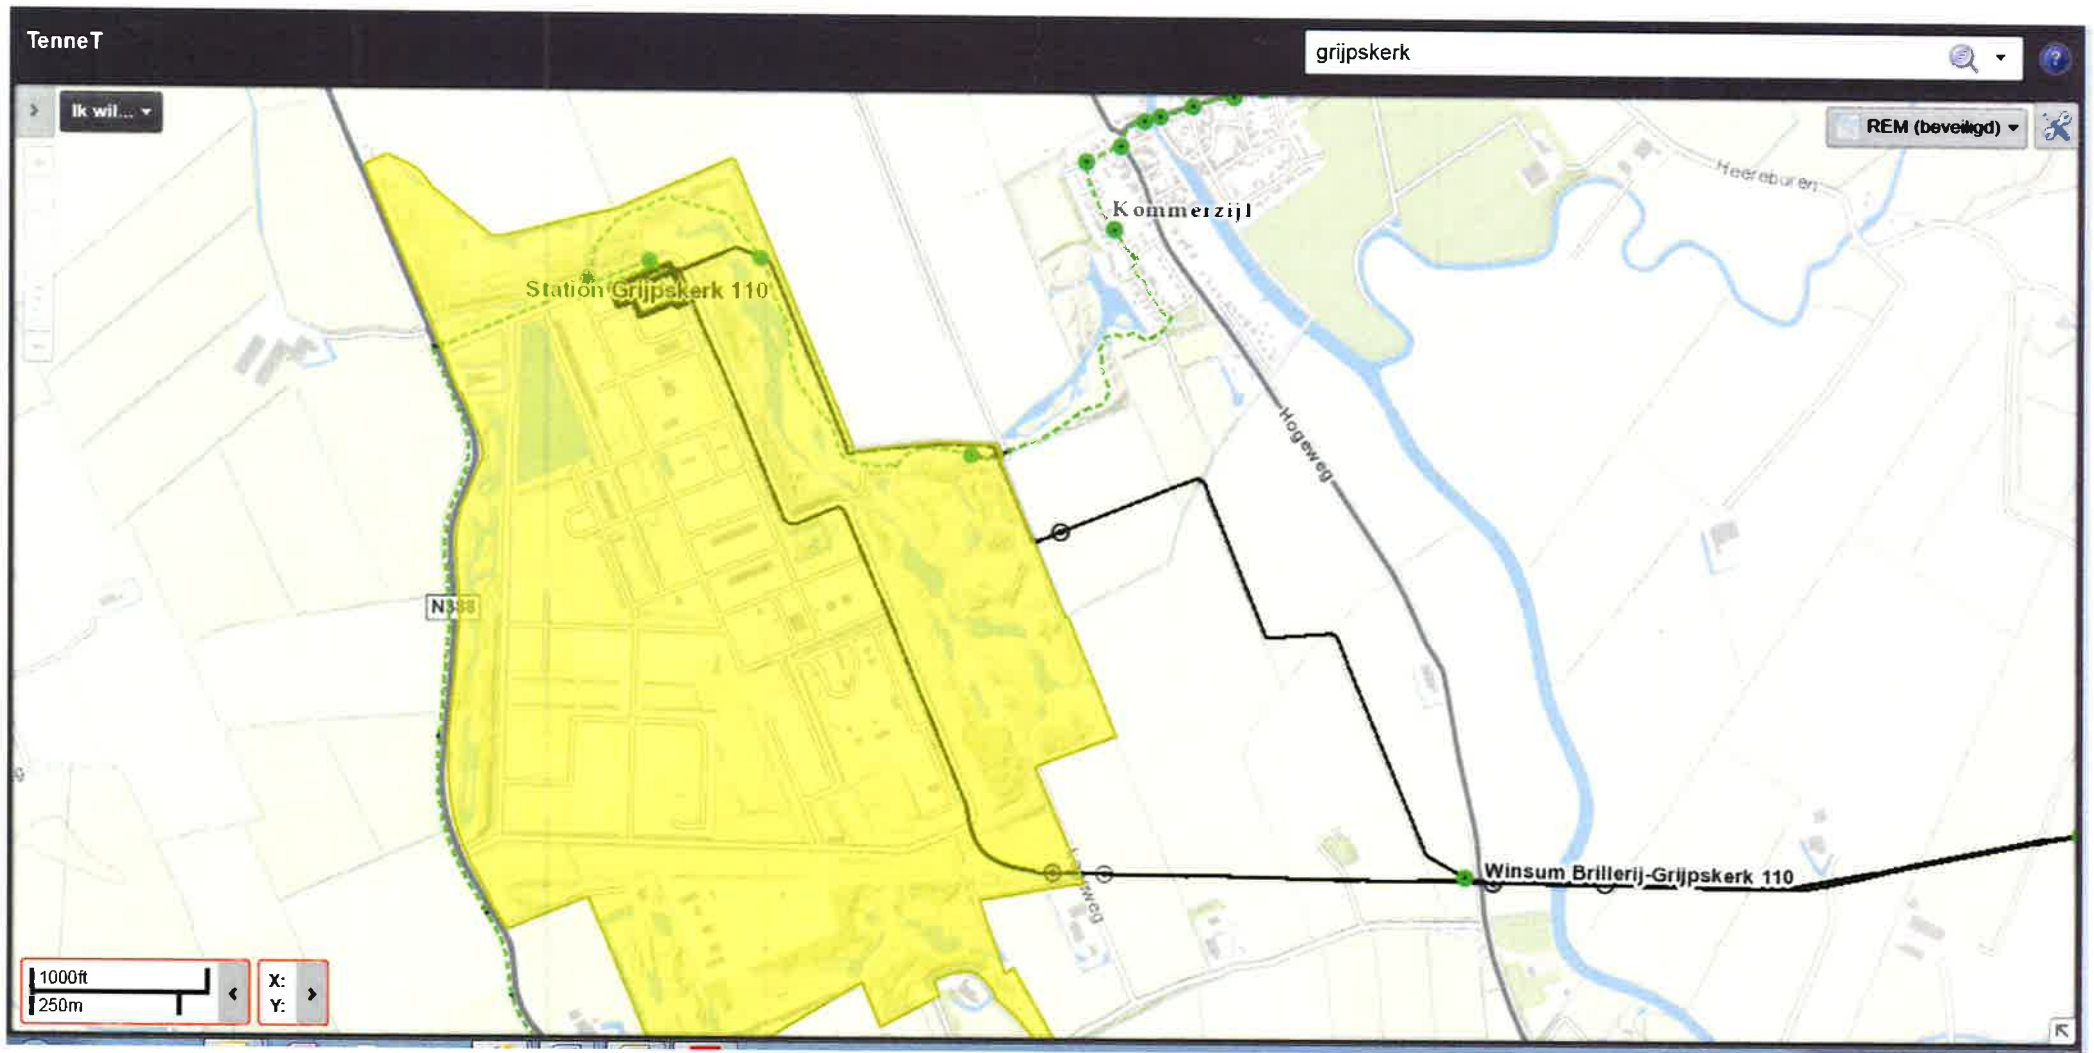 TenneT
grijpskerk
?
Ik wil...
REM (beveiligd)
Heereburen
Kommerzijl
Station Grijpskerk 110
Hogeweg
N388
Winsum Brillerij-Grijpskerk 110
1000ft
250m
X:
Y: